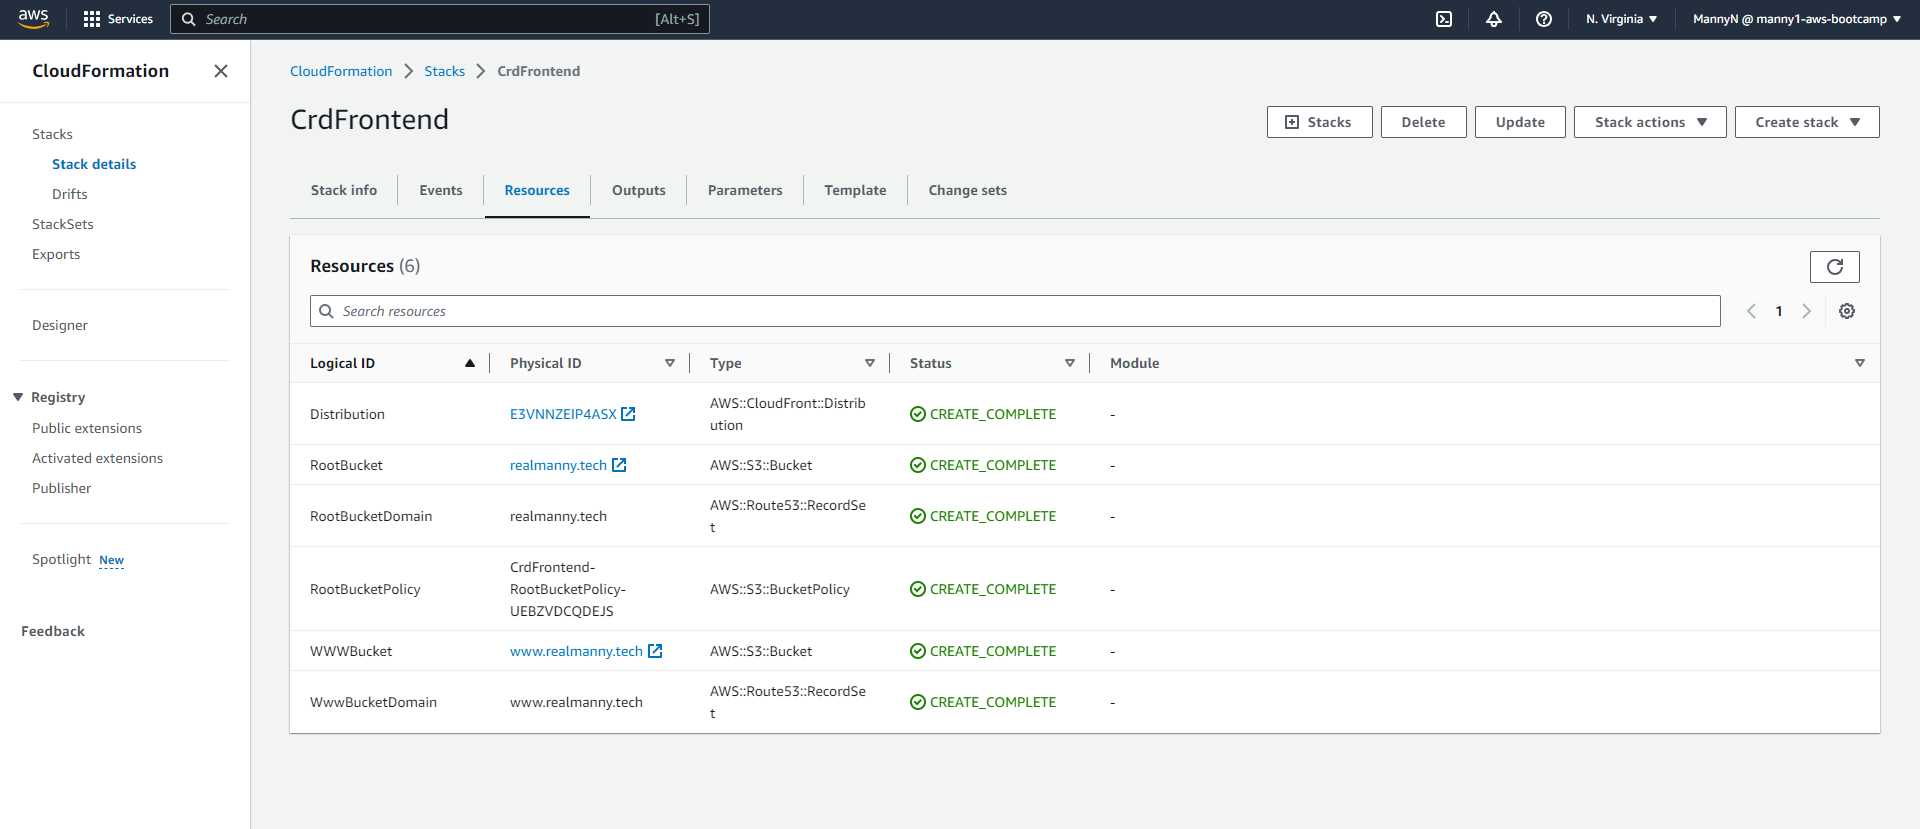 aws
Services
Search
[Alt+S]
N. Virginia
MannyN @ manny1-aws-bootcamp
CloudFormation
Stacks
Stack details
Drifts
StackSets
Exports
Designer
Registry
Public extensions
Activated extensions
Publisher
Spotlight New
Feedback
CloudFormation
Stacks
CrdFrontend
CrdFrontend
Stacks
Delete
Update
Stack actions
Create stack
Stack info
Events
Resources
Outputs
Parameters
Template
Change sets
Resources (6)
Search resources
1
Logical ID
Physical ID
Type
Status
Module
Distribution
E3VNNZEIP4ASX
AWS::CloudFront::Distrib
ution
CREATE_COMPLETE
-
RootBucket
realmanny.tech
AWS::S3::Bucket
CREATE_COMPLETE
-
RootBucketDomain
realmanny.tech
AWS::Route53::RecordSe
t
CREATE_COMPLETE
-
RootBucketPolicy
CrdFrontend-
RootBucketPolicy-
UEBZVDCQDEJS
AWS::S3::BucketPolicy
CREATE_COMPLETE
-
WWWBucket
www.realmanny.tech
AWS::S3::Bucket
CREATE_COMPLETE
-
WwwBucketDomain
www.realmanny.tech
AWS::Route53::RecordSe
t
CREATE_COMPLETE
-